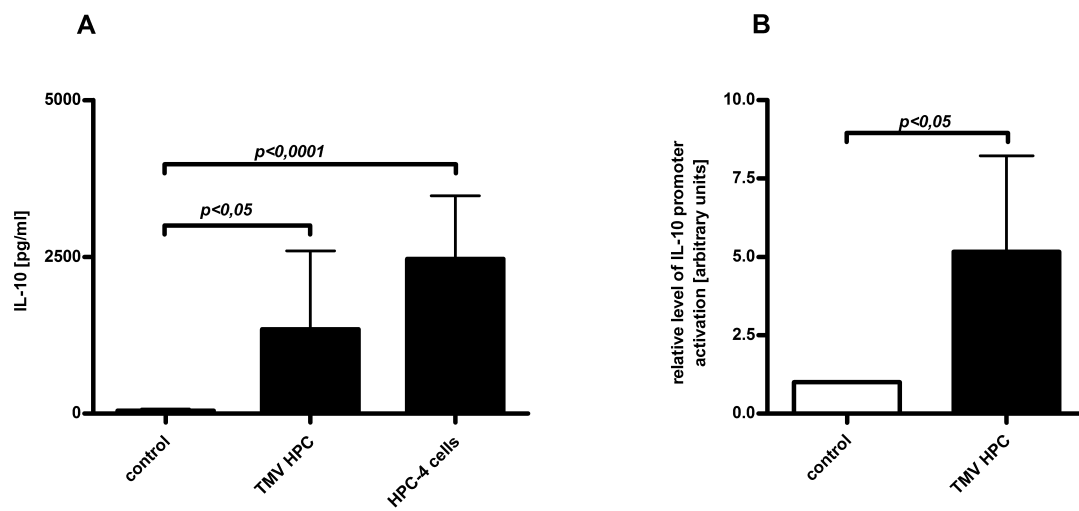 A
IL-10 [pg/ml]
5000
2500
0
p<0,0001
p<0,05
control
TMV HPC
HPC-4 cells
B
relative level of IL-10 promoter
activation [arbitrary units]
10.0
7.5
5.0
2.5
0.0
p<0,05
control
TMV HPC